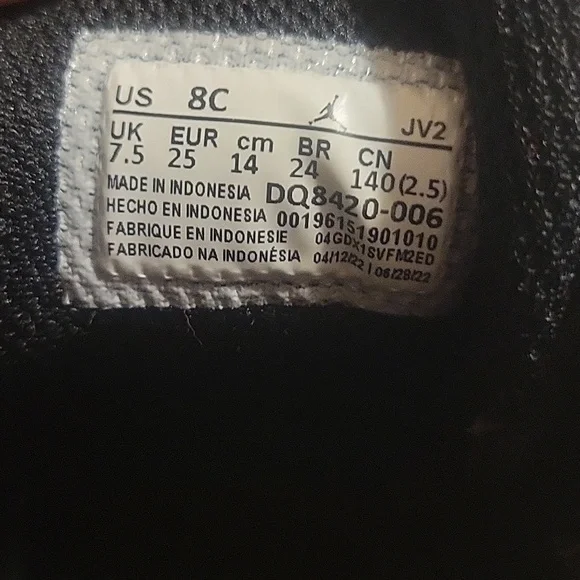 US 8C JV2
UK EUR cm BR CN
7.5 25 14 24 140 (2.5)
MADE IN INDONESIA DQ8420-006
HECHO EN INDONESIA 00196151901010
FABRIQUE EN INDONESIE 04GDX1SVFM2ED
FABRICADO NA INDONÉSIA 04/12/22 | 06/28/22